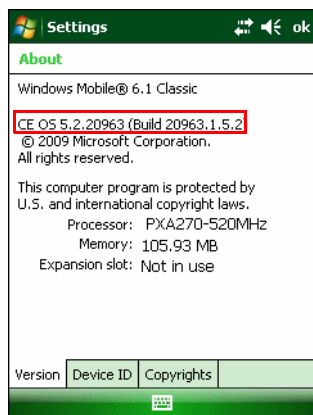 Settings ok
About
Windows Mobile® 6.1 Classic
CE OS 5.2.20963 (Build 20963.1.5.2
© 2009 Microsoft Corporation.
All rights reserved.
This computer program is protected by
U.S. and international copyright laws.
Processor: PXA270-520MHz
Memory: 105.93 MB
Expansion slot: Not in use
Version Device ID Copyrights